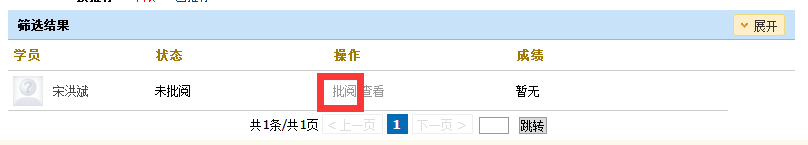 筛选结果 展开
学员 状态 操作 成绩
宋洪斌 未批阅 批阅 查看 暂无
共1条/共1页 <上一页 1 下一页> 跳转